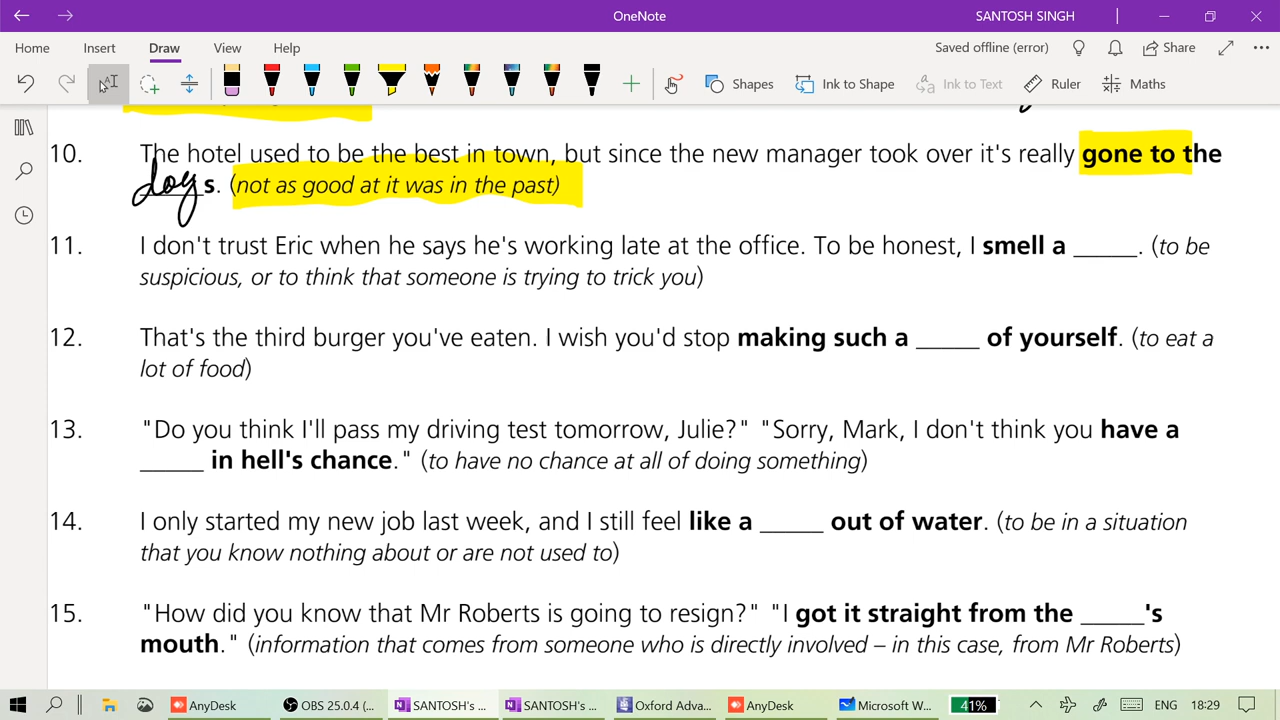 OneNote
SANTOSH SINGH
Home Insert Draw View Help
Saved offline (error) Share
Shapes Ink to Shape Ink to Text Ruler Maths
10. The hotel used to be the best in town, but since the new manager took over it's really gone to the
dogs. (not as good at it was in the past)
11. I don't trust Eric when he says he's working late at the office. To be honest, I smell a _____. (to be
suspicious, or to think that someone is trying to trick you)
12. That's the third burger you've eaten. I wish you'd stop making such a _____ of yourself. (to eat a
lot of food)
13. "Do you think I'll pass my driving test tomorrow, Julie?" "Sorry, Mark, I don't think you have a
_____ in hell's chance." (to have no chance at all of doing something)
14. I only started my new job last week, and I still feel like a _____ out of water. (to be in a situation
that you know nothing about or are not used to)
15. "How did you know that Mr Roberts is going to resign?" "I got it straight from the _____'s
mouth." (information that comes from someone who is directly involved – in this case, from Mr Roberts)
AnyDesk OBS 25.0.4 (... SANTOSH's ... SANTOSH's ... Oxford Adva... AnyDesk Microsoft W... 41% ENG 18:29